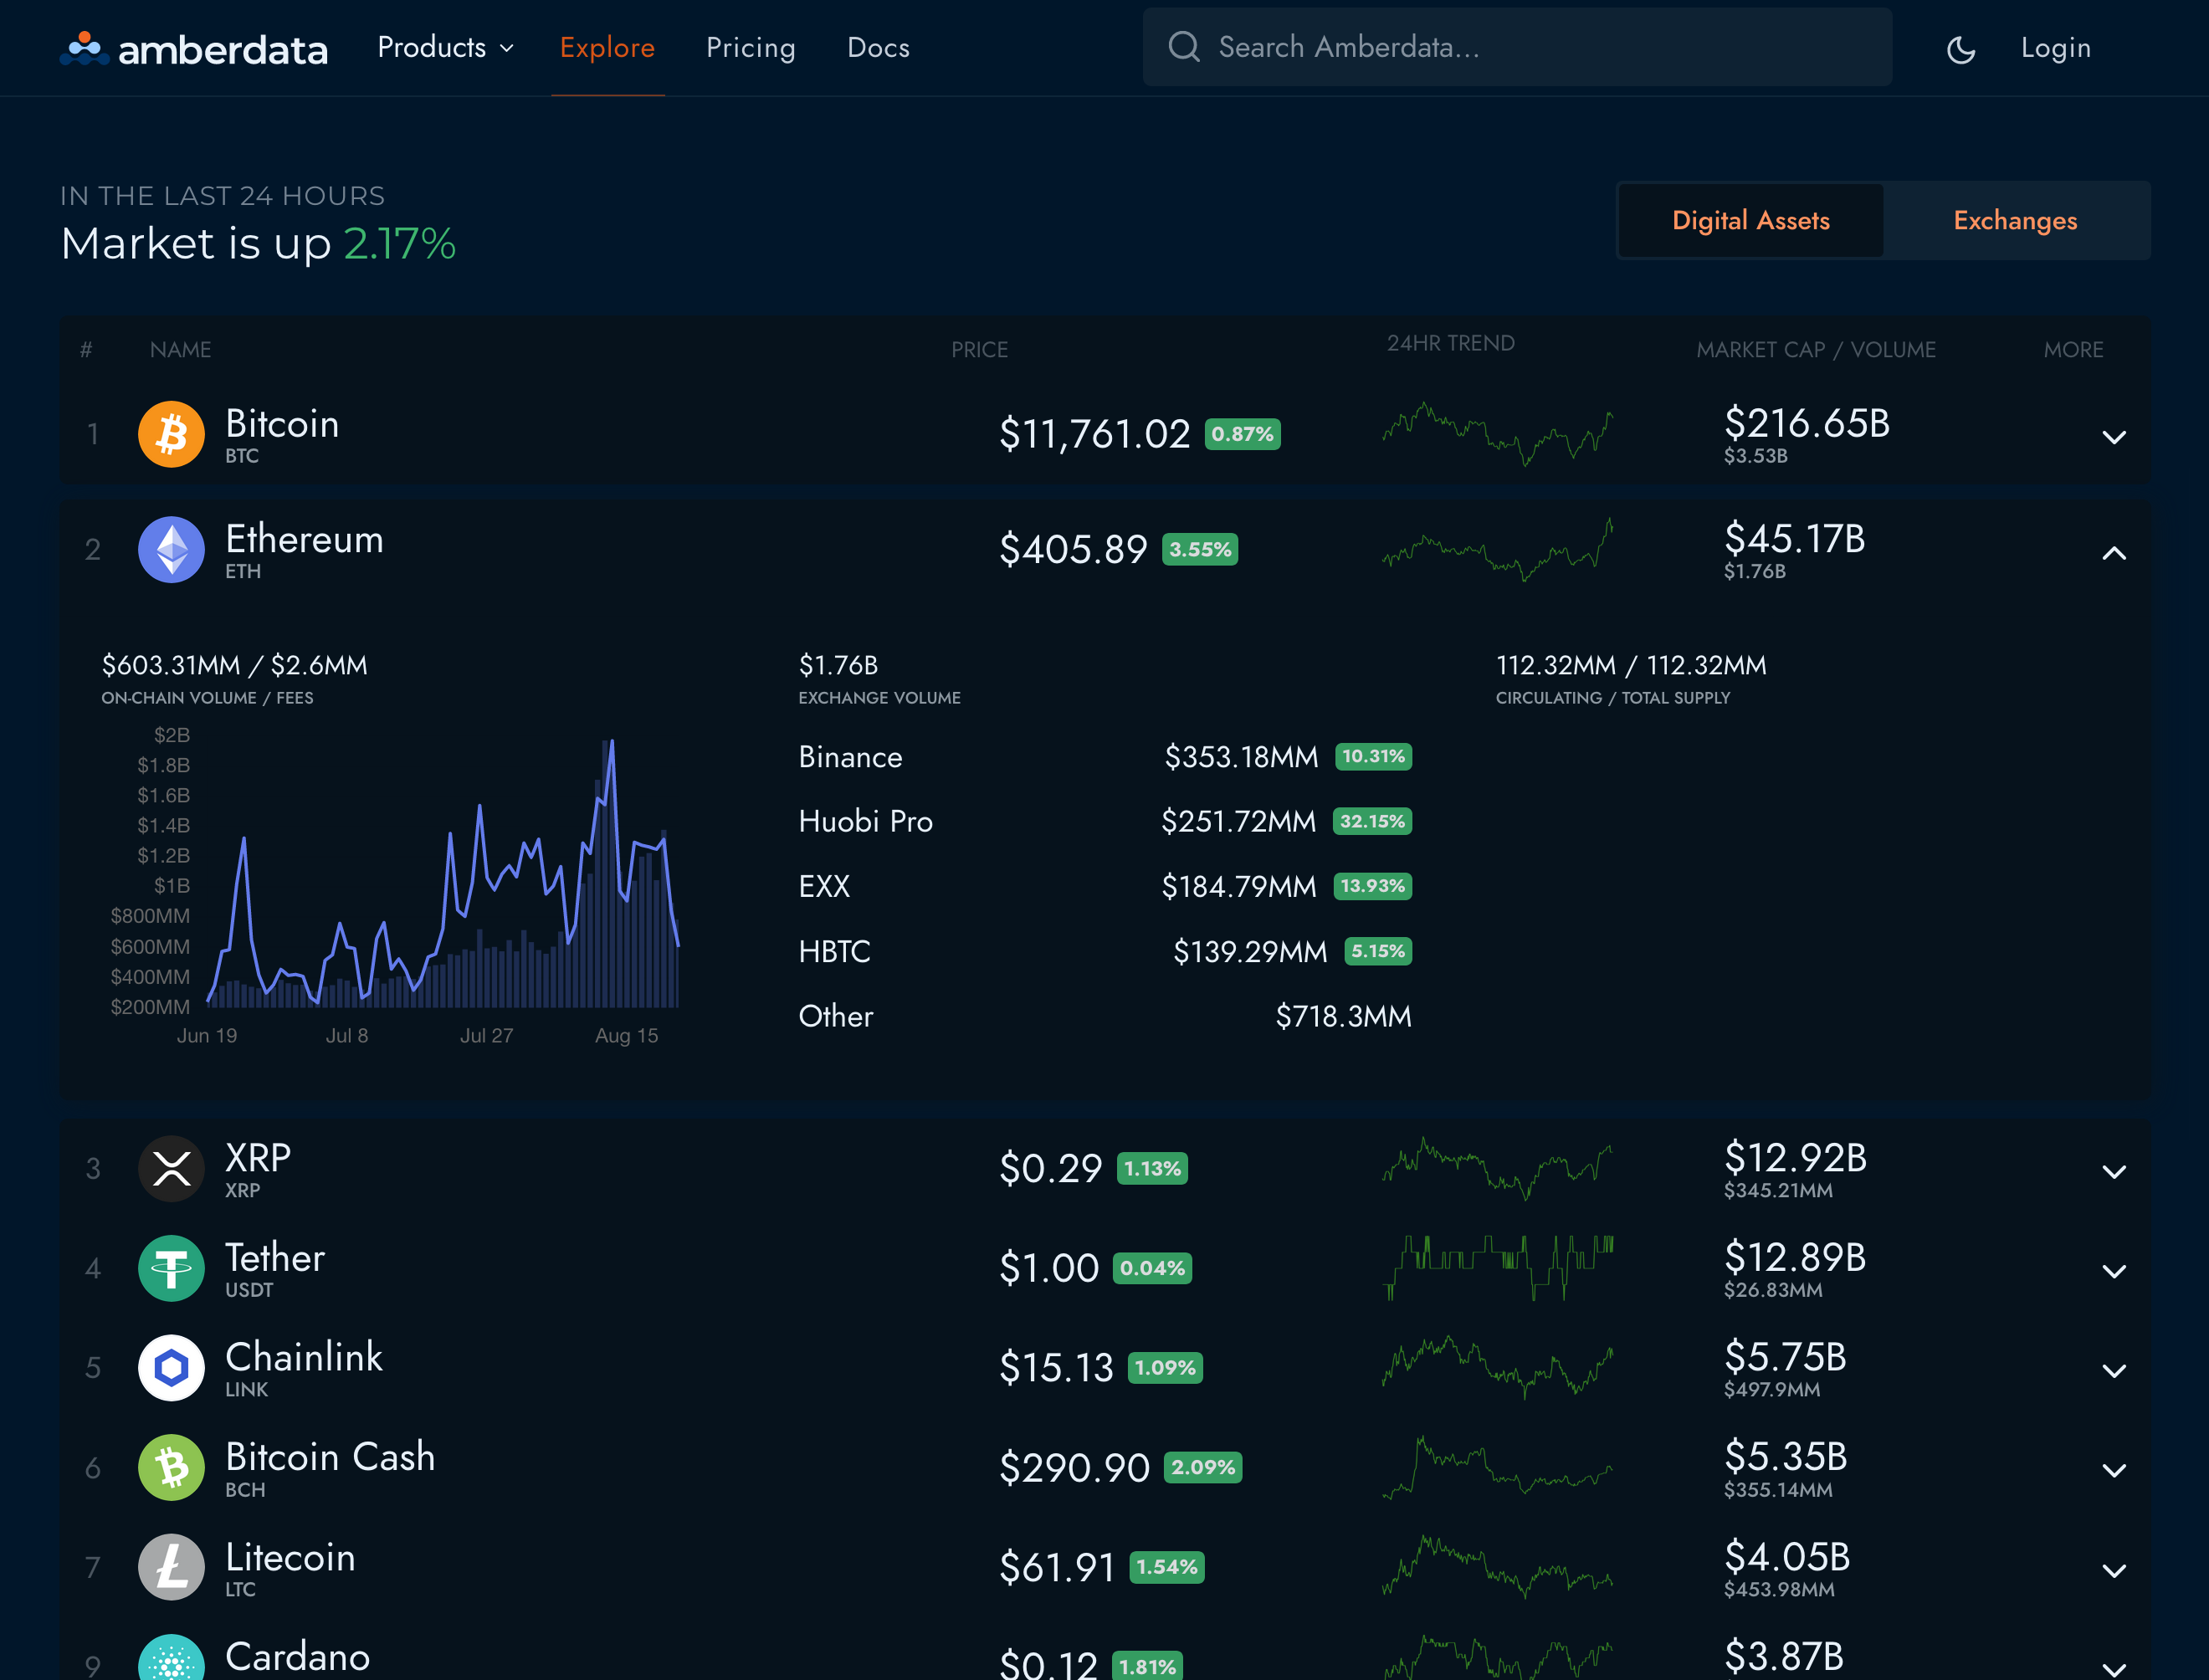 amberdata Products Explore Pricing Docs Search Amberdata... Login
IN THE LAST 24 HOURS
Market is up 2.17%
Digital Assets Exchanges
# NAME PRICE 24HR TREND MARKET CAP / VOLUME MORE
1 Bitcoin $11,761.02 0.87% $216.65B
BTC $3.53B
2 Ethereum $405.89 3.55% $45.17B
ETH $1.76B
$603.31MM / $2.6MM
ON-CHAIN VOLUME / FEES
$2B
$1.8B
$1.6B
$1.4B
$1.2B
$1B
$800MM
$600MM
$400MM
$200MM
Jun 19 Jul 8 Jul 27 Aug 15
$1.76B
EXCHANGE VOLUME
Binance $353.18MM 10.31%
Huobi Pro $251.72MM 32.15%
EXX $184.79MM 13.93%
HBTC $139.29MM 5.15%
Other $718.3MM
112.32MM / 112.32MM
CIRCULATING / TOTAL SUPPLY
3 XRP $0.29 1.13% $12.92B
XRP $345.21MM
4 Tether $1.00 0.04% $12.89B
USDT $26.83MM
5 Chainlink $15.13 1.09% $5.75B
LINK $497.9MM
6 Bitcoin Cash $290.90 2.09% $5.35B
BCH $355.14MM
7 Litecoin $61.91 1.54% $4.05B
LTC $453.98MM
9 Cardano $0.12 1.81% $3.87B